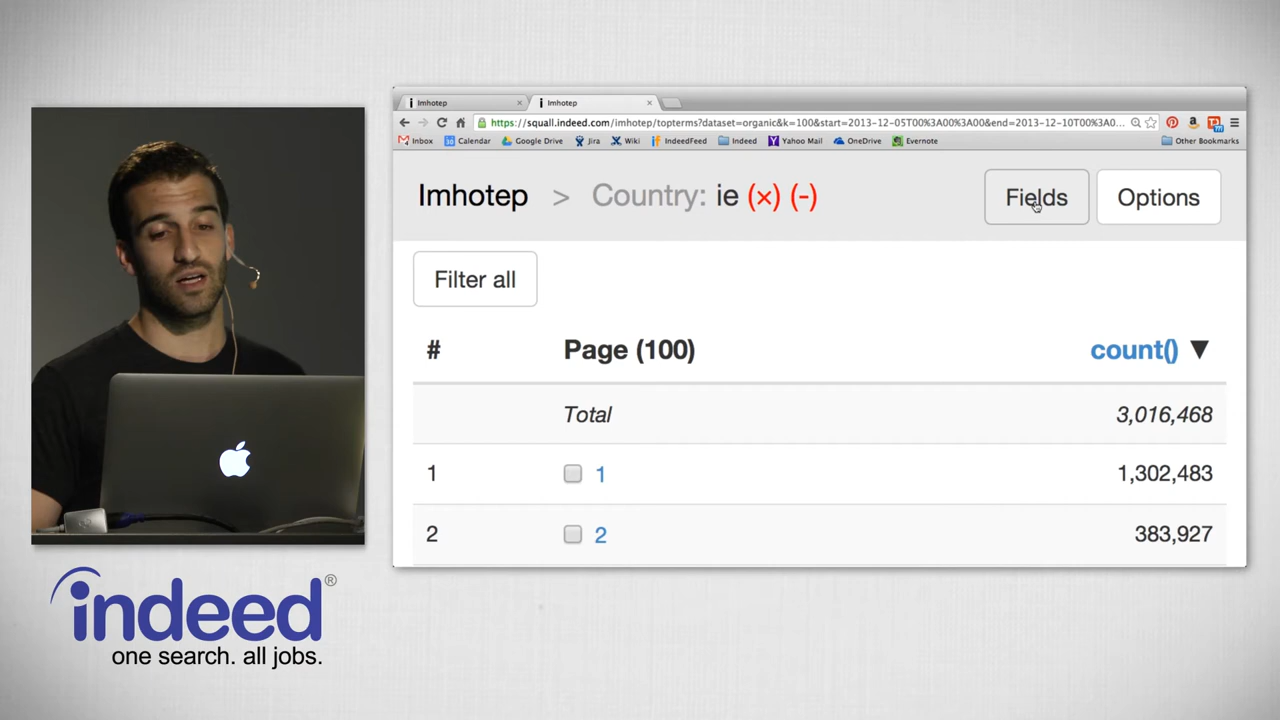 Imhotep
Imhotep
https://squall.indeed.com/imhotep/topterms?dataset=organic&k=100&start=2013-12-05T00%3A00%3A00&end=2013-12-10T00%3A0...
Inbox Calendar Google Drive Jira Wiki IndeedFeed Indeed Yahoo Mail OneDrive Evernote Other Bookmarks
Imhotep > Country: ie (×) (-) Fields Options
Filter all
# Page (100) count() ▼
Total 3,016,468
1 1 1,302,483
2 2 383,927
indeed®
one search. all jobs.